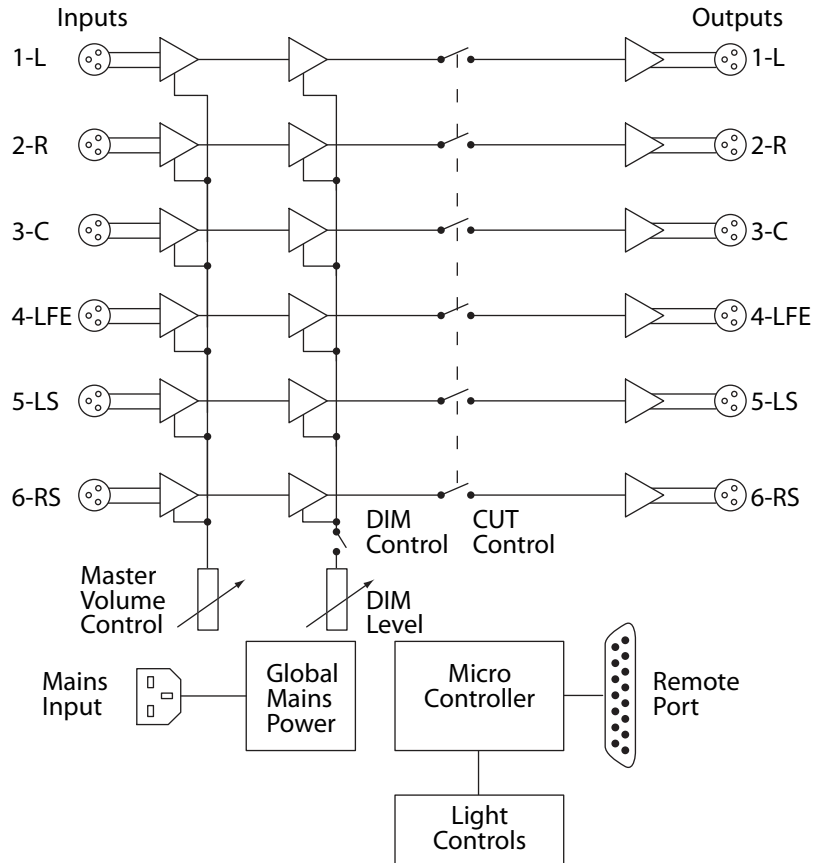 Inputs
Outputs
1-L
1-L
2-R
2-R
3-C
3-C
4-LFE
4-LFE
5-LS
5-LS
6-RS
6-RS
DIM
Control
CUT
Control
Master
Volume
Control
DIM
Level
Mains
Input
Global
Mains
Power
Micro
Controller
Remote
Port
Light
Controls